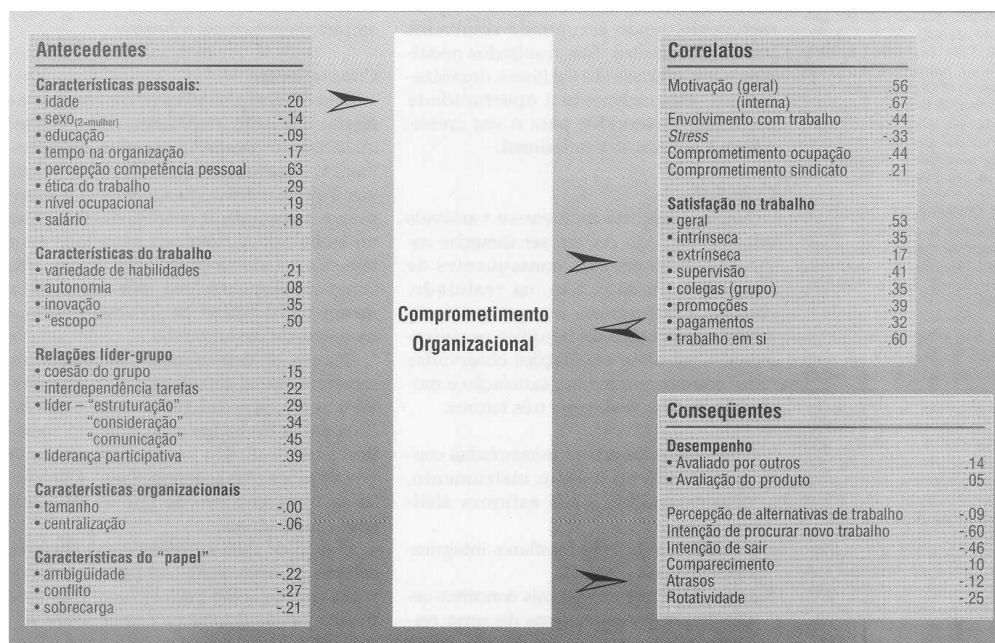 Antecedentes
Características pessoais:
• idade .20
• sexo(2=mulher) -.14
• educação -.09
• tempo na organização .17
• percepção competência pessoal .63
• ética do trabalho .29
• nível ocupacional .19
• salário .18
Características do trabalho
• variedade de habilidades .21
• autonomia .08
• inovação .35
• “escopo” .50
Relações líder-grupo
• coesão do grupo .15
• interdependência tarefas .22
• líder – “estruturação” .29
“consideração” .34
“comunicação” .45
• liderança participativa .39
Características organizacionais
• tamanho -.00
• centralização -.06
Características do “papel”
• ambigüidade -.22
• conflito -.27
• sobrecarga -.21
Comprometimento
Organizacional
Correlatos
Motivação (geral) .56
(interna) .67
Envolvimento com trabalho .44
Stress -.33
Comprometimento ocupação .44
Comprometimento sindicato .21
Satisfação no trabalho
• geral .53
• intrínseca .35
• extrínseca .17
• supervisão .41
• colegas (grupo) .35
• promoções .39
• pagamentos .32
• trabalho em si .60
Conseqüentes
Desempenho
• Avaliado por outros .14
• Avaliação do produto .05
Percepção de alternativas de trabalho -.09
Intenção de procurar novo trabalho -.60
Intenção de sair -.46
Comparecimento .10
Atrasos -.12
Rotatividade -.25